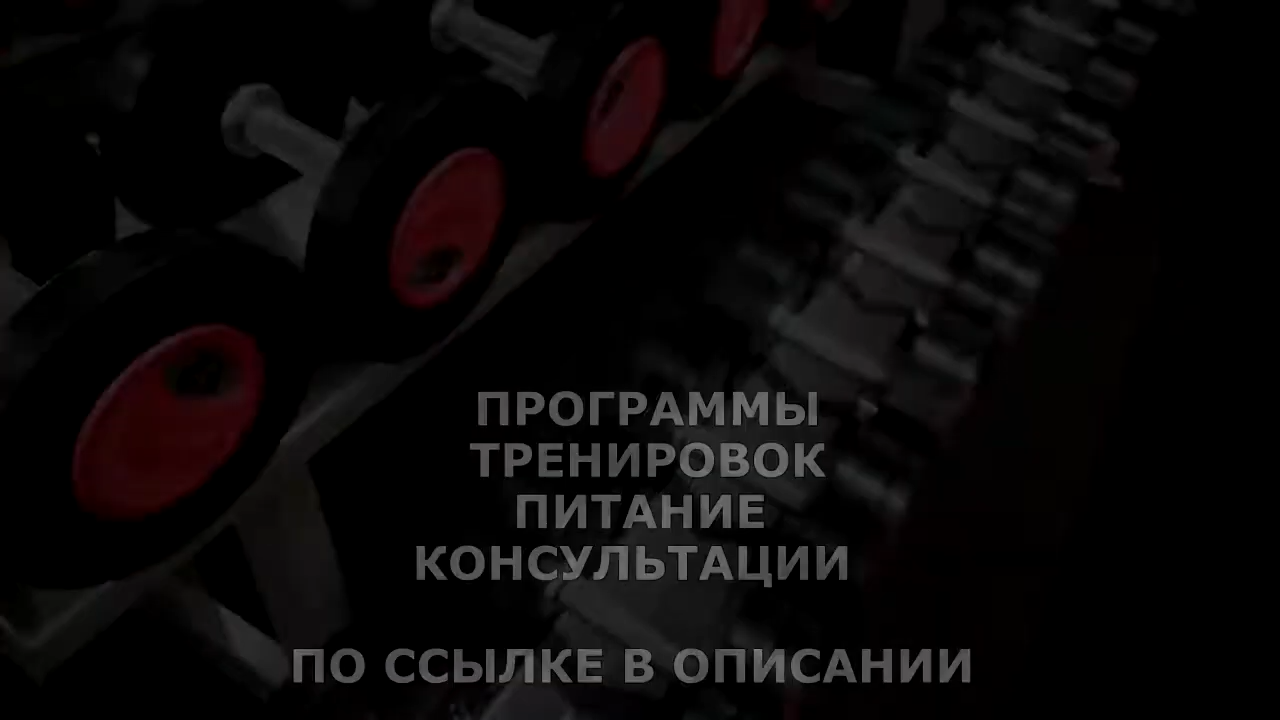 ПРОГРАММЫ
ТРЕНИРОВОК
ПИТАНИЕ
КОНСУЛЬТАЦИИ
ПО ССЫЛКЕ В ОПИСАНИИ